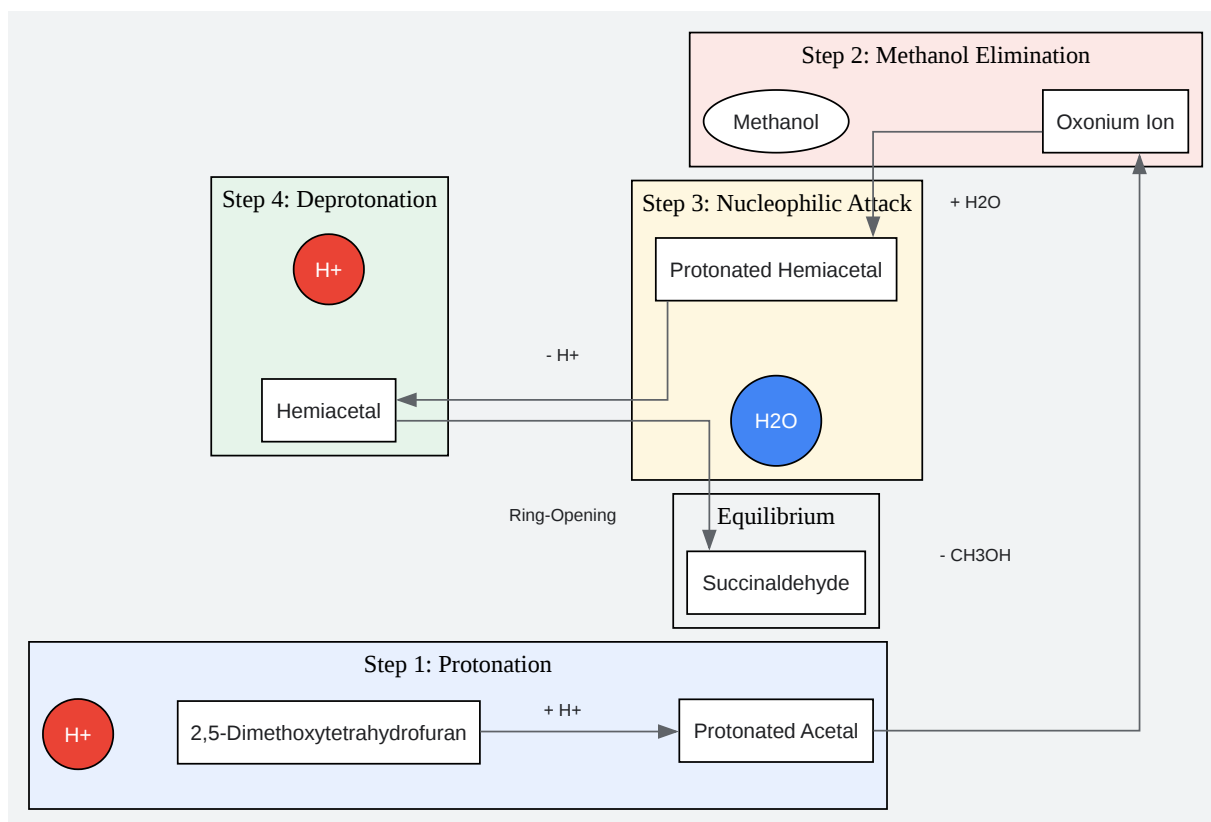 Step 2: Methanol Elimination
Methanol
Oxonium Ion
Step 4: Deprotonation
Step 3: Nucleophilic Attack
+ H2O
H+
Protonated Hemiacetal
- H+
Hemiacetal
H2O
Ring-Opening
Equilibrium
- CH3OH
Succinaldehyde
Step 1: Protonation
H+
2,5-Dimethoxytetrahydrofuran
+ H+
Protonated Acetal